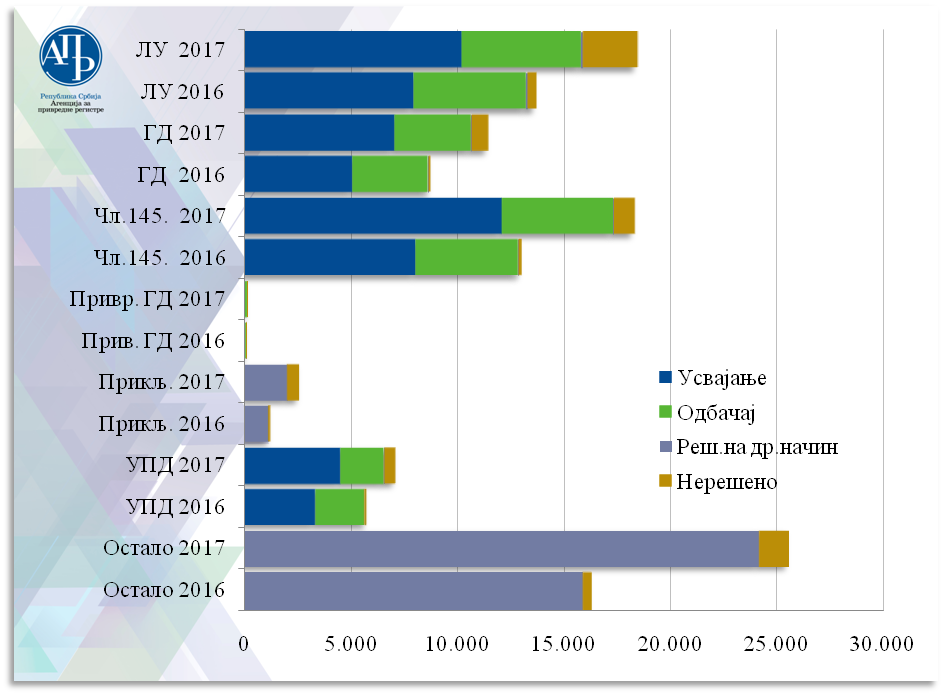 АПР
Република Србија
Агенција за
привредне регистре
ЛУ 2017
ЛУ 2016
ГД 2017
ГД 2016
Чл.145. 2017
Чл.145. 2016
Привр. ГД 2017
Прив. ГД 2016
Прикљ. 2017
Прикљ. 2016
УПД 2017
УПД 2016
Остало 2017
Остало 2016
Усвајање
Одбачај
Реш.на др.начин
Нерешено
0 5.000 10.000 15.000 20.000 25.000 30.000